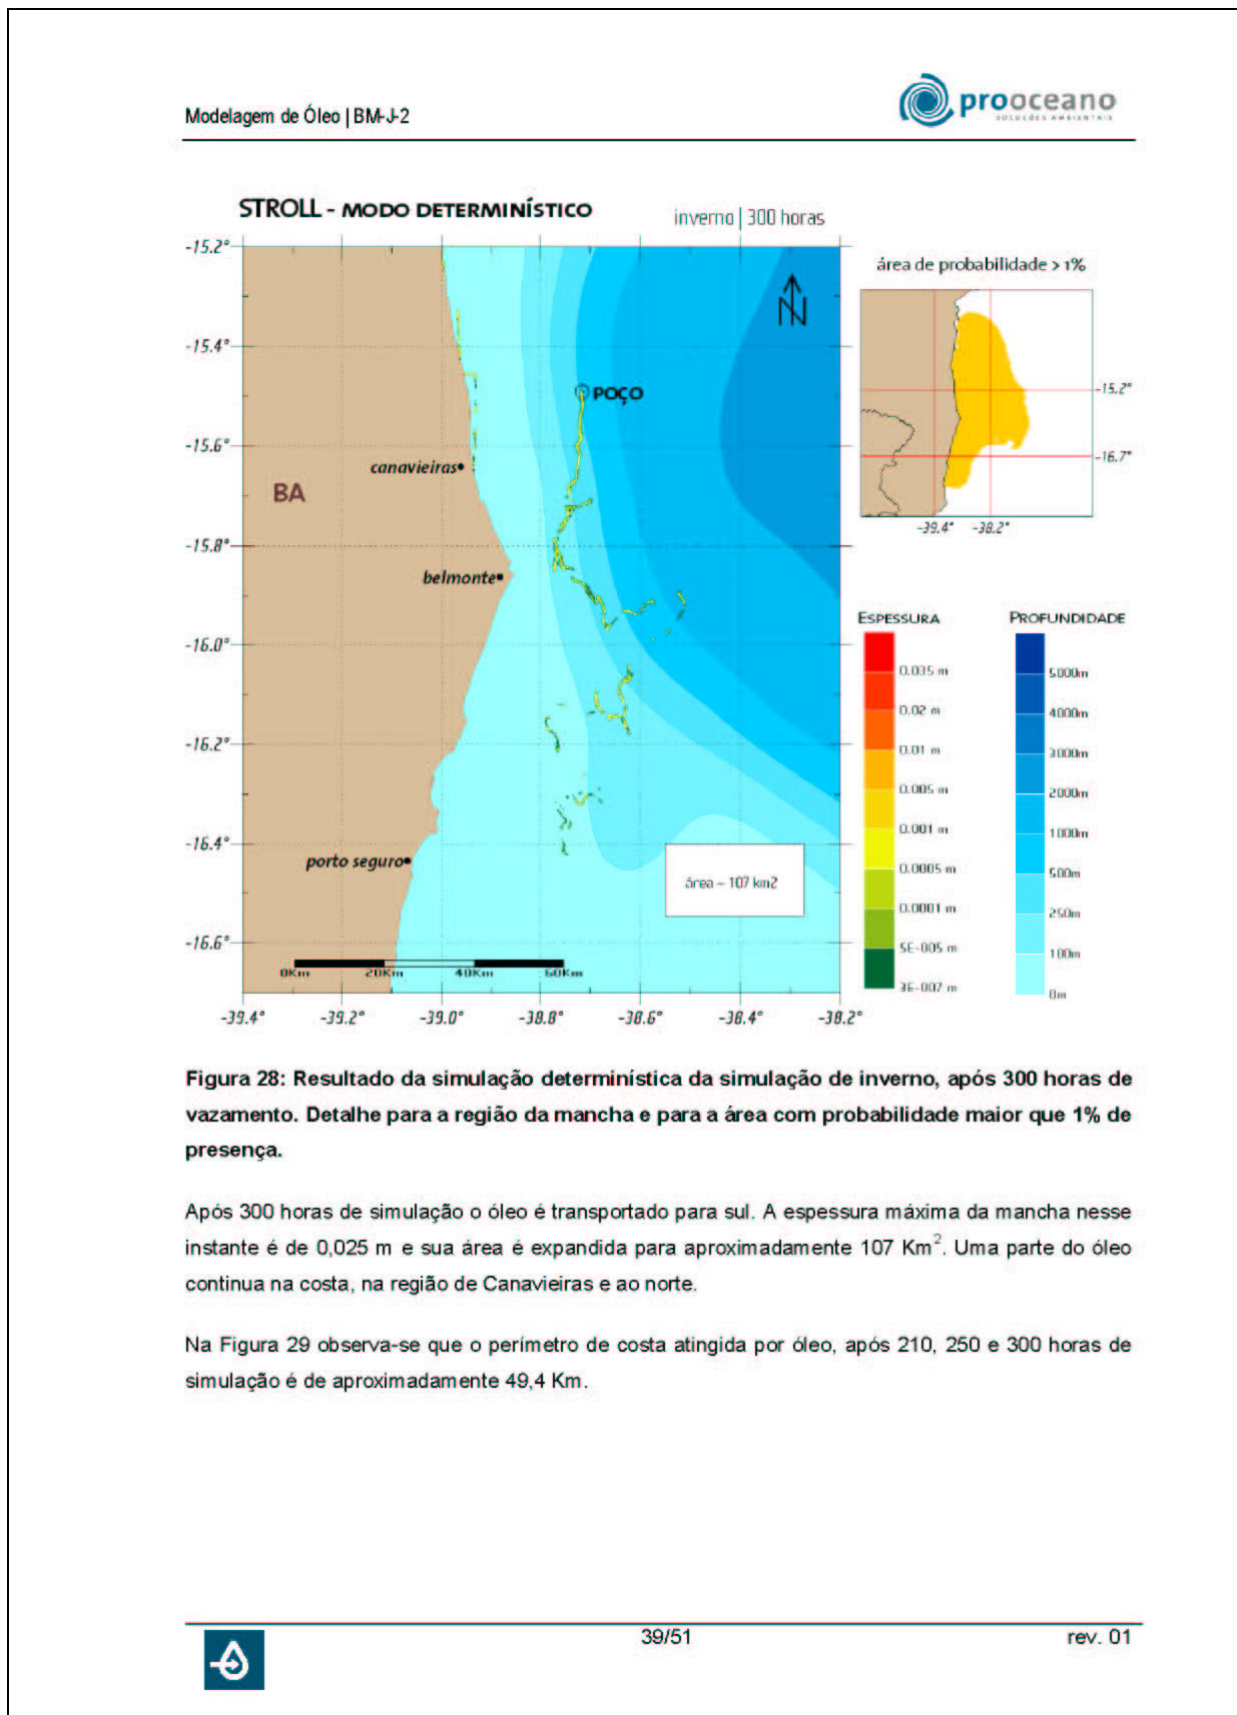 Modelagem de Óleo | BM-J-2
prooceano
SOLUÇÕES AMBIENTAIS
STROLL - MODO DETERMINÍSTICO
inverno | 300 horas
-15.2°
-15.4°
-15.6°
-15.8°
-16.0°
-16.2°
-16.4°
-16.6°
N
POÇO
canavieiras
BA
belmonte
porto seguro
área ~ 107 km2
0Km 20Km 40Km 60Km
-39.4° -39.2° -39.0° -38.8° -38.6° -38.4° -38.2°
área de probabilidade > 1%
-15.2°
-16.7°
-39.4° -38.2°
ESPESSURA
0.035 m
0.02 m
0.01 m
0.005 m
0.001 m
0.0005 m
0.0001 m
5E-005 m
3E-007 m
PROFUNDIDADE
5000m
4000m
3000m
2000m
1000m
500m
250m
100m
0m
Figura 28: Resultado da simulação determinística da simulação de inverno, após 300 horas de
vazamento. Detalhe para a região da mancha e para a área com probabilidade maior que 1% de
presença.
Após 300 horas de simulação o óleo é transportado para sul. A espessura máxima da mancha nesse
instante é de 0,025 m e sua área é expandida para aproximadamente 107 Km². Uma parte do óleo
continua na costa, na região de Canavieiras e ao norte.
Na Figura 29 observa-se que o perímetro de costa atingida por óleo, após 210, 250 e 300 horas de
simulação é de aproximadamente 49,4 Km.
39/51
rev. 01